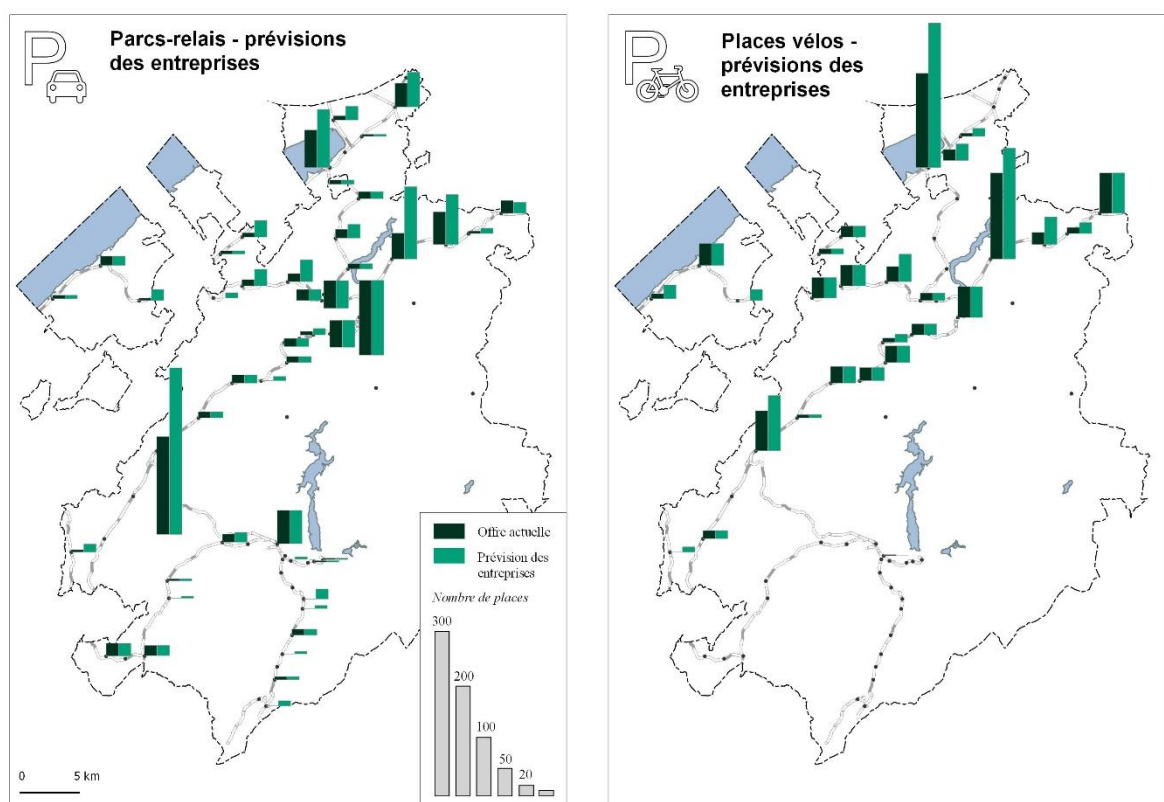 P
Parcs-relais - prévisions
des entreprises
Offre actuelle
Prévision des
entreprises
Nombre de places
300
200
100
50
20
0 5 km
P
Places vélos -
prévisions des
entreprises